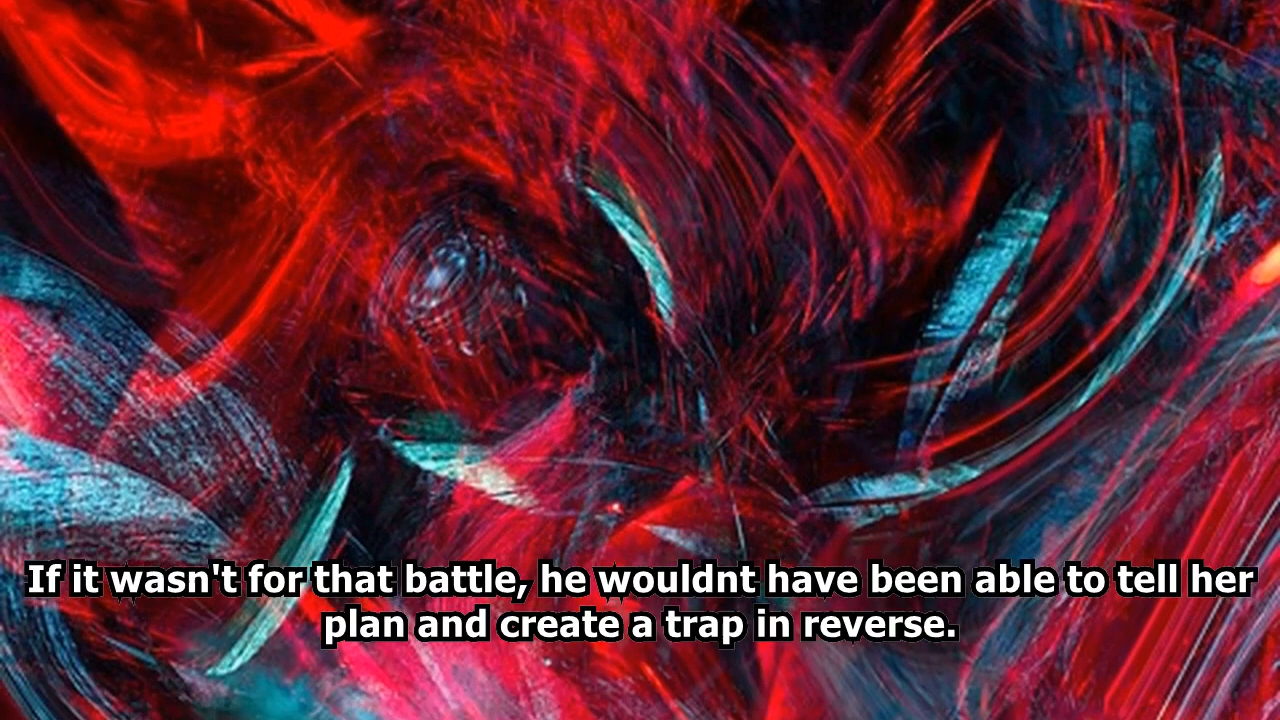 If it wasn't for that battle, he wouldnt have been able to tell her
plan and create a trap in reverse.